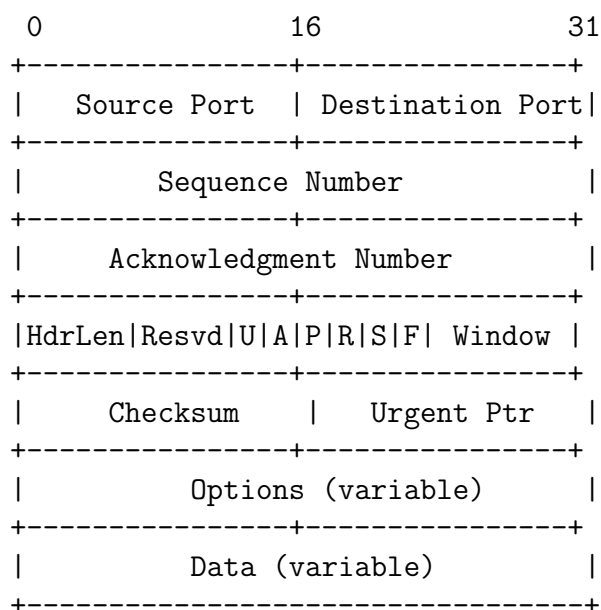 0                16               31
+----------------+----------------+
|   Source Port  | Destination Port|
+----------------+----------------+
|        Sequence Number           |
+----------------+----------------+
|     Acknowledgment Number        |
+----------------+----------------+
|HdrLen|Resvd|U|A|P|R|S|F| Window |
+----------------+----------------+
|     Checksum    |   Urgent Ptr   |
+----------------+----------------+
|          Options (variable)      |
+----------------+----------------+
|          Data (variable)         |
+----------------------------------+